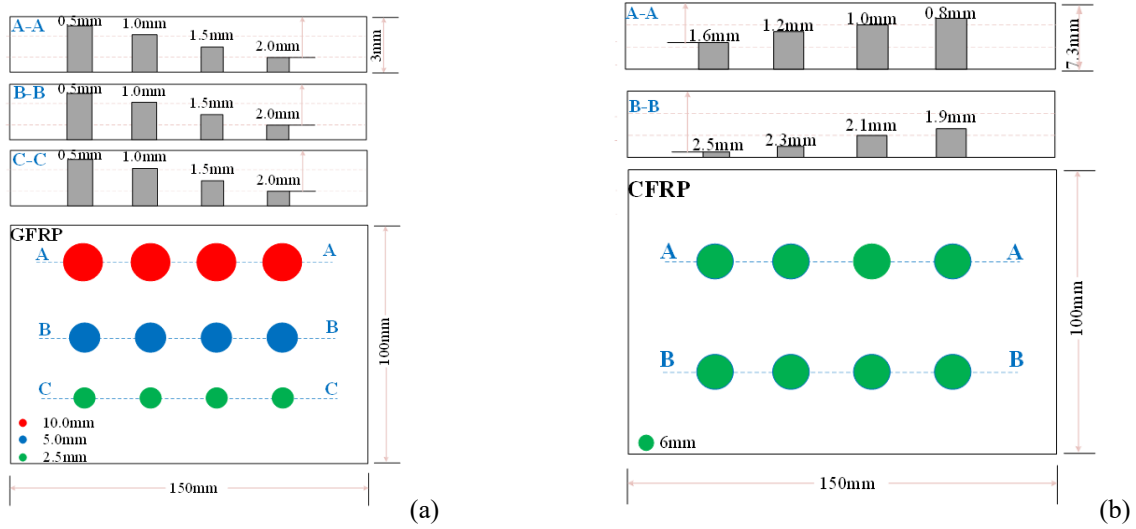 A-A
0.5mm
1.0mm
1.5mm
2.0mm
3mm
B-B
0.5mm
1.0mm
1.5mm
2.0mm
C-C
0.5mm
1.0mm
1.5mm
2.0mm
GFRP
A A
B B
C C
10.0mm
5.0mm
2.5mm
100mm
150mm
(a)
A-A
1.6mm
1.2mm
1.0mm
0.8mm
7.3mm
B-B
2.5mm
2.3mm
2.1mm
1.9mm
CFRP
A A
B B
6mm
100mm
150mm
(b)